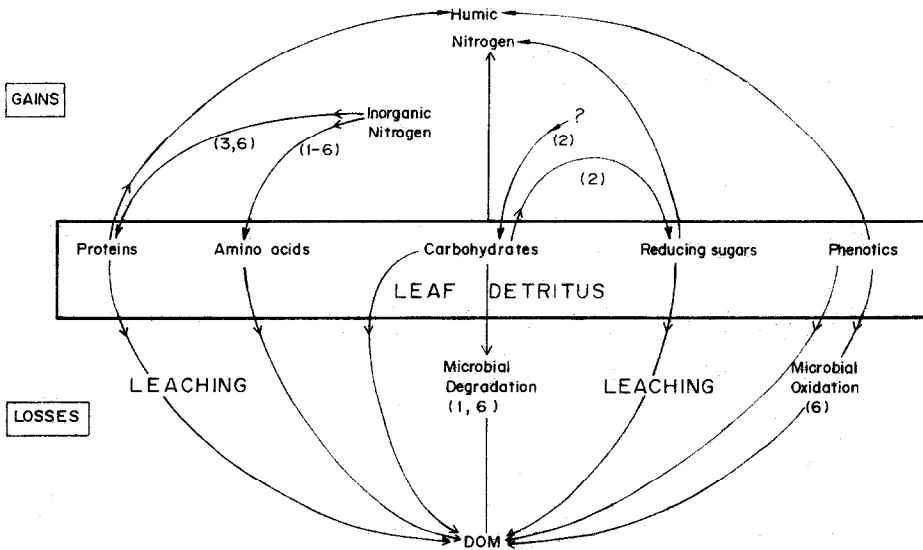 Humic
Nitrogen
GAINS
Inorganic
Nitrogen
?
(3,6)
(1-6)
(2)
(2)
Proteins
Amino acids
Carbohydrates
Reducing sugars
Phenotics
LEAF DETRITUS
LEACHING
Microbial
Degradation
(1, 6)
LEACHING
Microbial
Oxidation
(6)
LOSSES
DOM